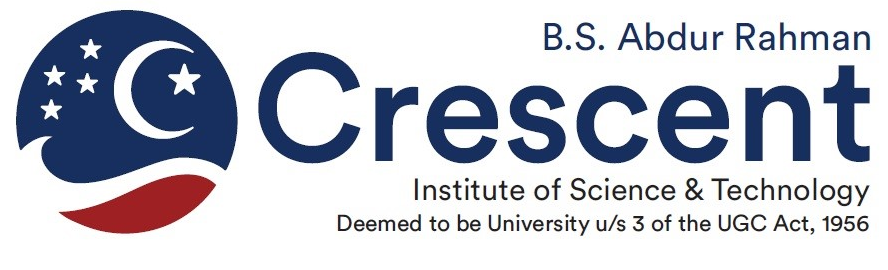 B.S. Abdur Rahman
Crescent
Institute of Science & Technology
Deemed to be University u/s 3 of the UGC Act, 1956